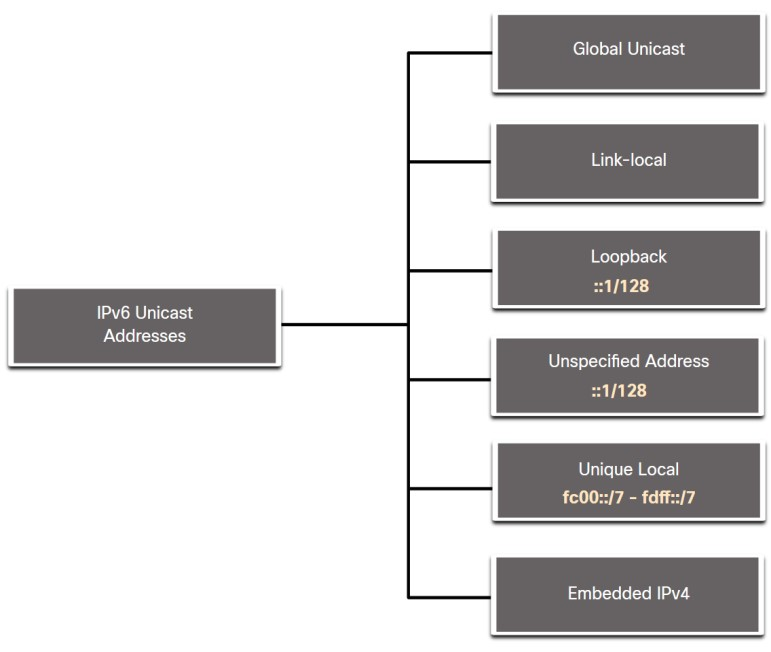 Global Unicast
Link-local
Loopback
::1/128
IPv6 Unicast
Addresses
Unspecified Address
::1/128
Unique Local
fc00::/7 - fdff::/7
Embedded IPv4